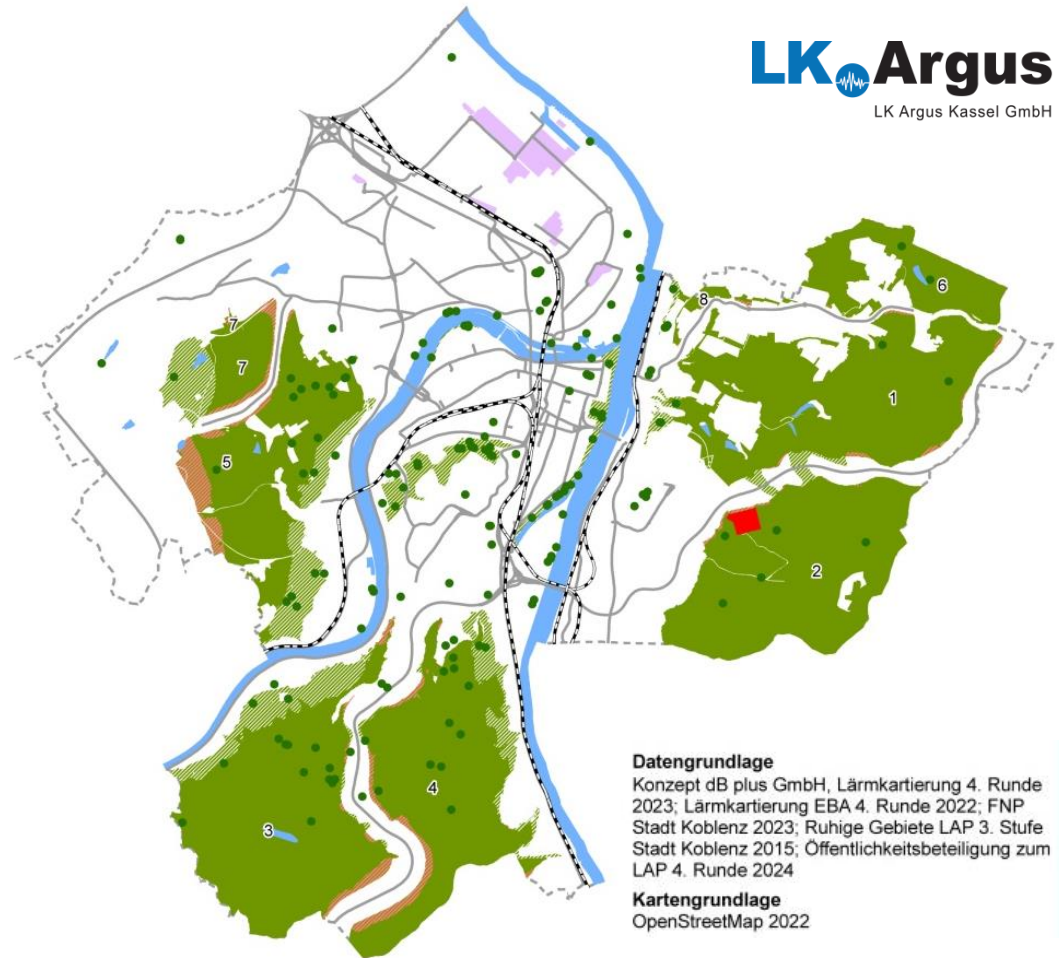 LK Argus
LK Argus Kassel GmbH
6
8
7
7
1
5
2
4
3
Datengrundlage
Konzept dB plus GmbH, Lärmkartierung 4. Runde
2023; Lärmkartierung EBA 4. Runde 2022; FNP
Stadt Koblenz 2023; Ruhige Gebiete LAP 3. Stufe
Stadt Koblenz 2015; Öffentlichkeitsbeteiligung zum
LAP 4. Runde 2024
Kartengrundlage
OpenStreetMap 2022